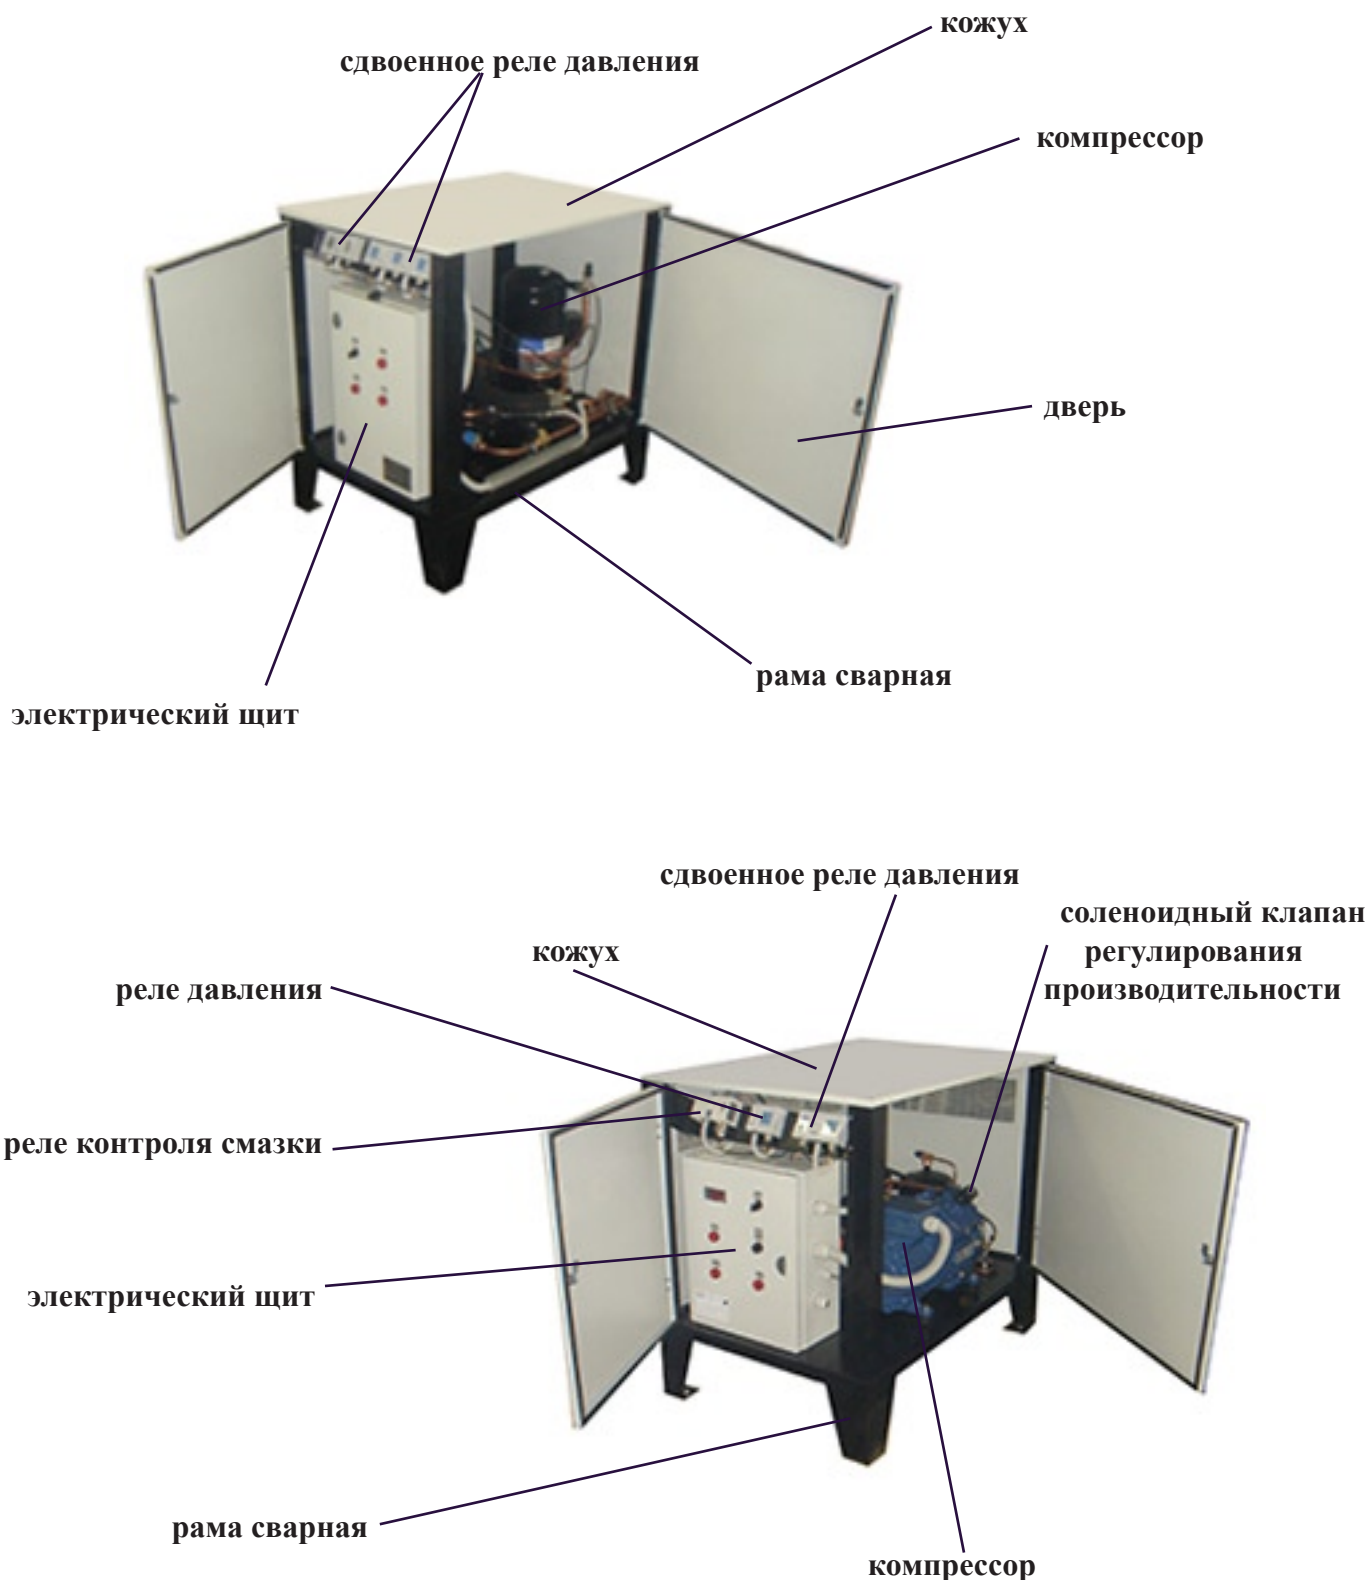 кожух
сдвоенное реле давления
компрессор
дверь
рама сварная
электрический щит
сдвоенное реле давления
соленоидный клапан
регулирования
производительности
кожух
реле давления
реле контроля смазки
электрический щит
рама сварная
компрессор